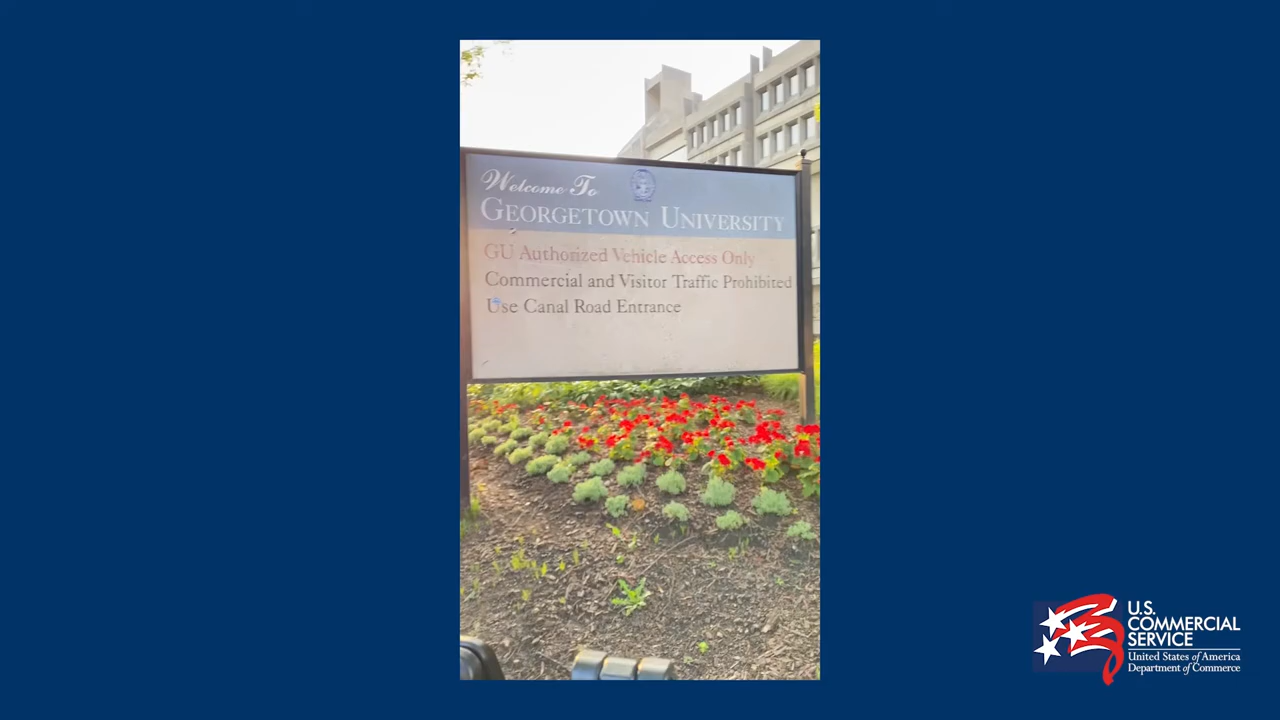 Welcome To
GEORGETOWN UNIVERSITY
GU Authorized Vehicle Access Only
Commercial and Visitor Traffic Prohibited
Use Canal Road Entrance
U.S.
COMMERCIAL
SERVICE
United States of America
Department of Commerce